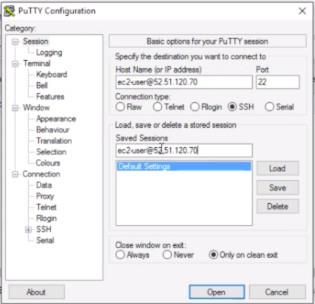 PuTTY Configuration
Category:
Session
Logging
Terminal
Keyboard
Bell
Features
Window
Appearance
Behaviour
Translation
Selection
Colours
Connection
Data
Proxy
Telnet
Rlogin
SSH
Serial
Basic options for your PuTTY session
Specify the destination you want to connect to
Host Name (or IP address) Port
ec2-user@52.51.120.70 22
Connection type:
Raw Telnet Rlogin SSH Serial
Load, save or delete a stored session
Saved Sessions
ec2-user@52.51.120.70
Default Settings
Load
Save
Delete
Close window on exit:
Always Never Only on clean exit
About Open Cancel